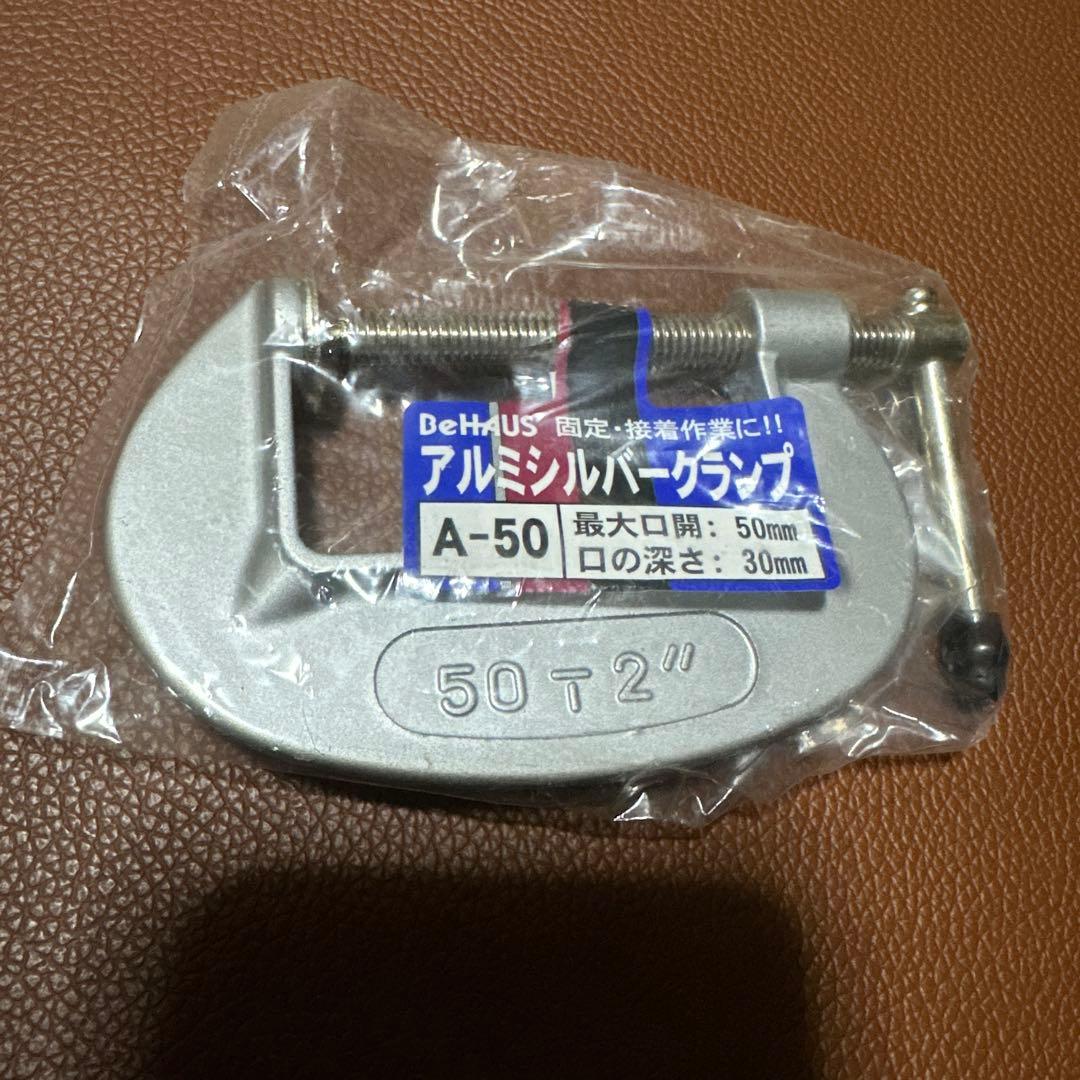 BeHAUS 固定・接着作業に!!
アルミシルバークランプ
A-50
最大口開: 50mm
口の深さ: 30mm
50 T 2"